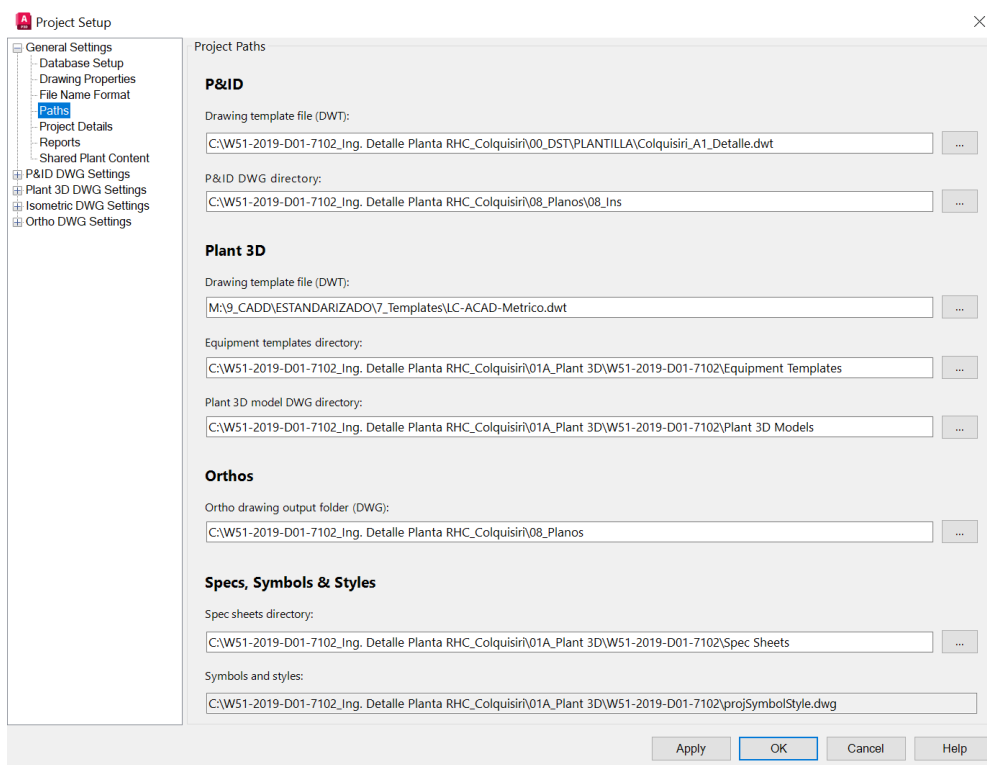 Project Setup
General Settings
Database Setup
Drawing Properties
File Name Format
Paths
Project Details
Reports
Shared Plant Content
P&ID DWG Settings
Plant 3D DWG Settings
Isometric DWG Settings
Ortho DWG Settings
Project Paths
P&ID
Drawing template file (DWT):
C:\W51-2019-D01-7102_Ing. Detalle Planta RHC_Colquisiri\00_DST\PLANTILLA\Colquisiri_A1_Detalle.dwt
...
P&ID DWG directory:
C:\W51-2019-D01-7102_Ing. Detalle Planta RHC_Colquisiri\08_Planos\08_Ins
...
Plant 3D
Drawing template file (DWT):
M:\9_CADD\ESTANDARIZADO\7_Templates\LC-ACAD-Metrico.dwt
...
Equipment templates directory:
C:\W51-2019-D01-7102_Ing. Detalle Planta RHC_Colquisiri\01A_Plant 3D\W51-2019-D01-7102\Equipment Templates
...
Plant 3D model DWG directory:
C:\W51-2019-D01-7102_Ing. Detalle Planta RHC_Colquisiri\01A_Plant 3D\W51-2019-D01-7102\Plant 3D Models
...
Orthos
Ortho drawing output folder (DWG):
C:\W51-2019-D01-7102_Ing. Detalle Planta RHC_Colquisiri\08_Planos
...
Specs, Symbols & Styles
Spec sheets directory:
C:\W51-2019-D01-7102_Ing. Detalle Planta RHC_Colquisiri\01A_Plant 3D\W51-2019-D01-7102\Spec Sheets
...
Symbols and styles:
C:\W51-2019-D01-7102_Ing. Detalle Planta RHC_Colquisiri\01A_Plant 3D\W51-2019-D01-7102\projSymbolStyle.dwg
Apply OK Cancel Help